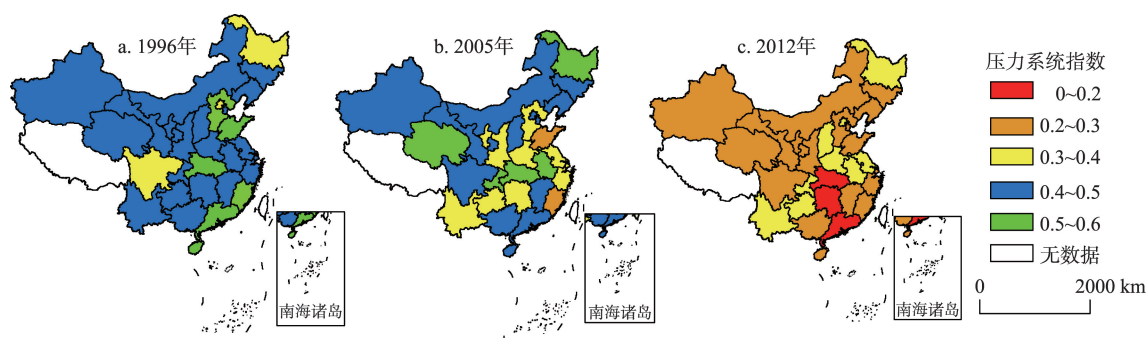 a. 1996年
b. 2005年
c. 2012年
南海诸岛
南海诸岛
南海诸岛
压力系统指数
0~0.2
0.2~0.3
0.3~0.4
0.4~0.5
0.5~0.6
无数据
0 2000 km